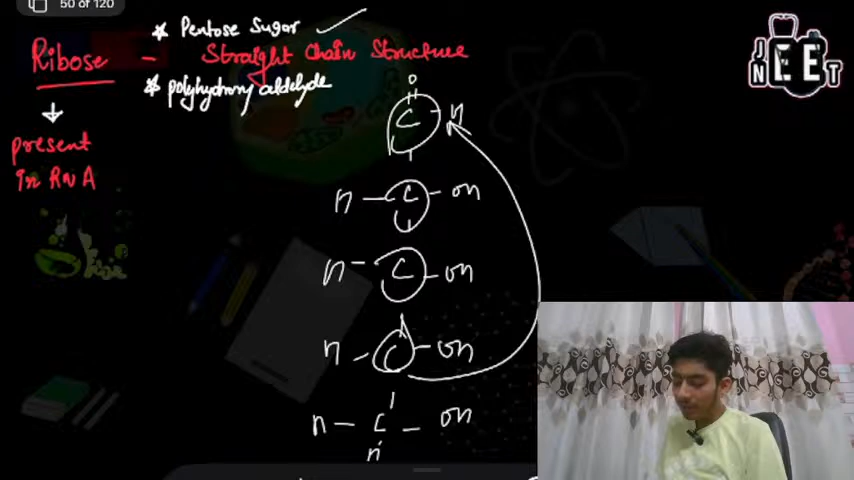 50 of 120
* Pentose Sugar ✓
Ribose - Straight Chain Structure
* polyhydroxy aldehyde
present
in RNA
O
C - H
H - C - OH
H - C - OH
H - C - OH
H - C - OH
H
J NEET